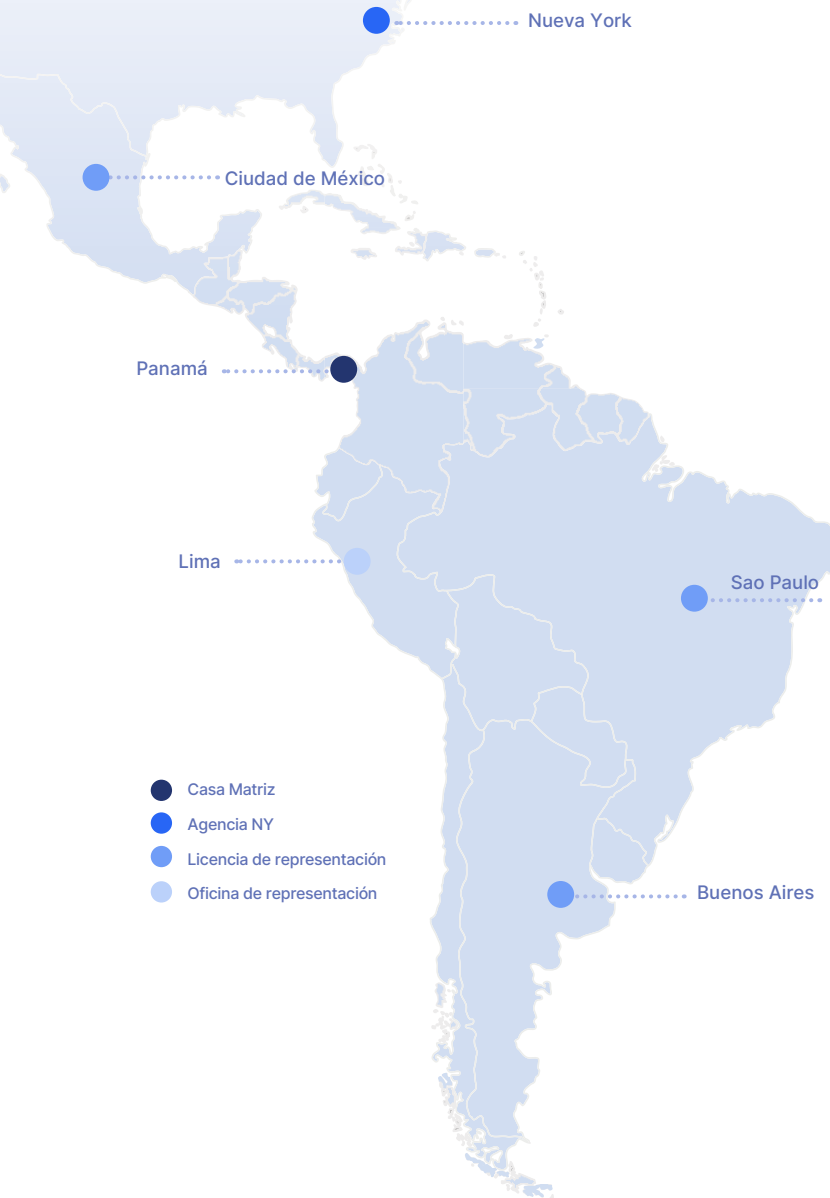 Nueva York
Ciudad de México
Panamá
Lima
Sao Paulo
Casa Matriz
Agencia NY
Licencia de representación
Oficina de representación
Buenos Aires